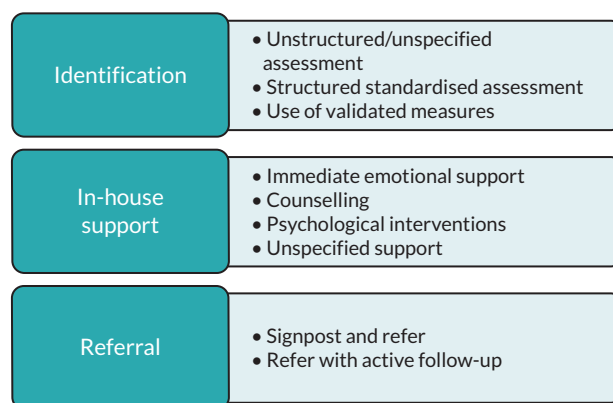 Identification
• Unstructured/unspecified
assessment
• Structured standardised assessment
• Use of validated measures
In-house
support
• Immediate emotional support
• Counselling
• Psychological interventions
• Unspecified support
Referral
• Signpost and refer
• Refer with active follow-up